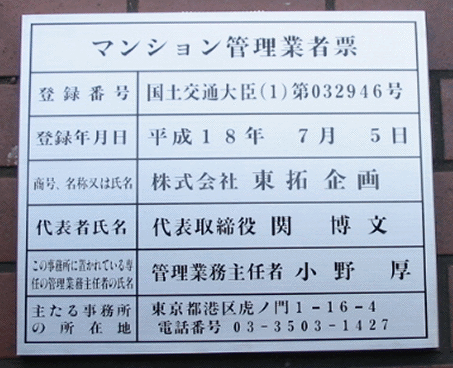 マンション管理業者票
登録番号 国土交通大臣(1)第032946号
登録年月日 平成18年 7月 5日
商号、名称又は氏名 株式会社 東拓企画
代表者氏名 代表取締役 関 博文
この事務所に置かれている専
任の管理業務主任者の氏名 管理業務主任者 小野 厚
主たる事務所
の所在地
東京都港区虎ノ門1-16-4
電話番号 03-3503-1427